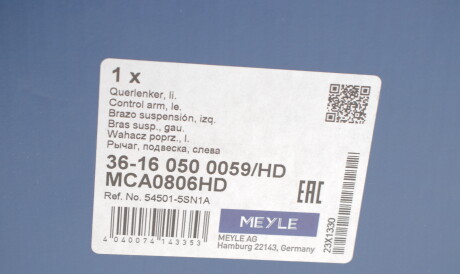 1 x
Querlenker, li.
Control arm, le.
Brazo suspensión, izq.
Bras susp., gau.
Wahacz poprz., l.
Рычаг, подвеска, слева
36-16 050 0059/HD
MCA0806HD
Ref. No. 54501-5SN1A
EAC
4 040074 143353
MEYLE
MEYLE AG
Hamburg 22143, Germany
23X1330